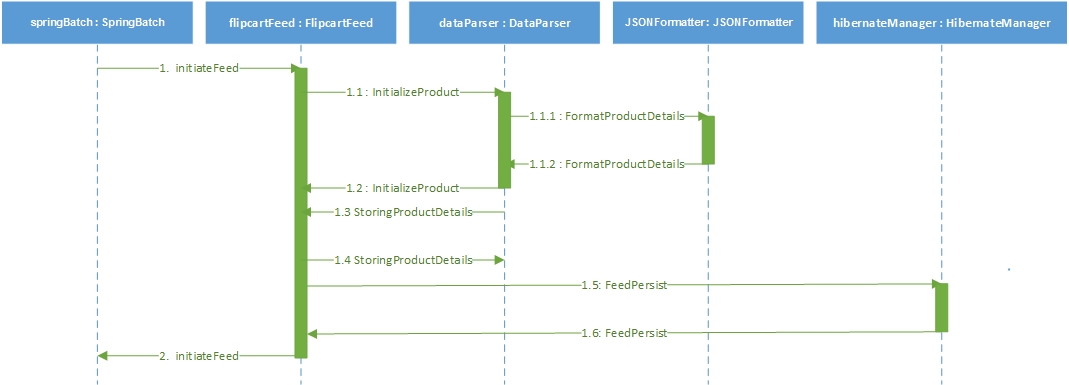 springBatch : SpringBatch
flipcartFeed : FlipcartFeed
dataParser : DataParser
JSONFormatter : JSONFormatter
hibernateManager : HibernateManager
1. initiateFeed
1.1 : InitializeProduct
1.1.1 : FormatProductDetails
1.1.2 : FormatProductDetails
1.2 : InitializeProduct
1.3 StoringProductDetails
1.4 StoringProductDetails
1.5: FeedPersist
1.6: FeedPersist
2. initiateFeed